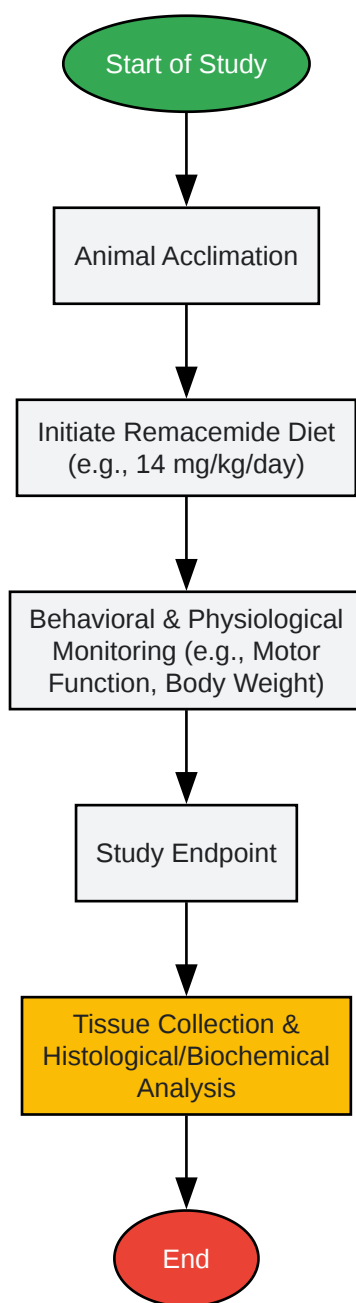 Start of Study
Animal Acclimation
Initiate Remacemide Diet
(e.g., 14 mg/kg/day)
Behavioral & Physiological
Monitoring (e.g., Motor
Function, Body Weight)
Study Endpoint
Tissue Collection &
Histological/Biochemical
Analysis
End